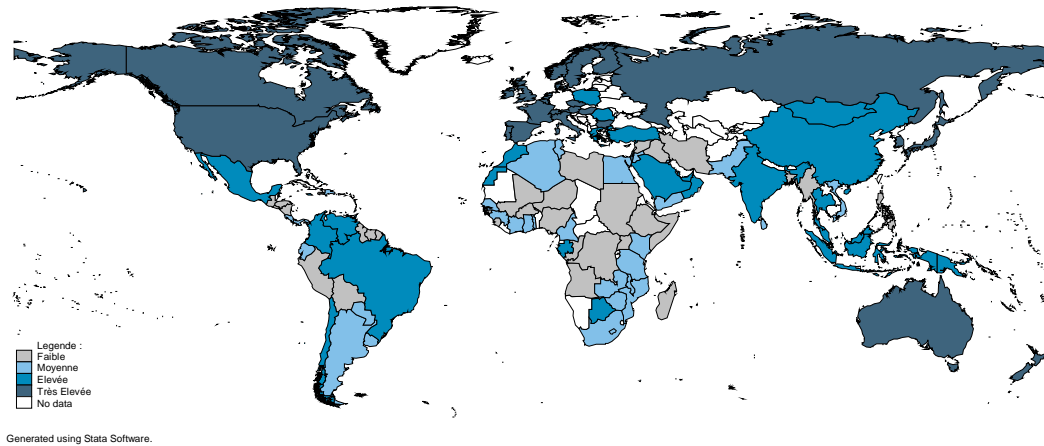 Legende :
Faible
Moyenne
Elevée
Très Elevée
No data
Generated using Stata Software.